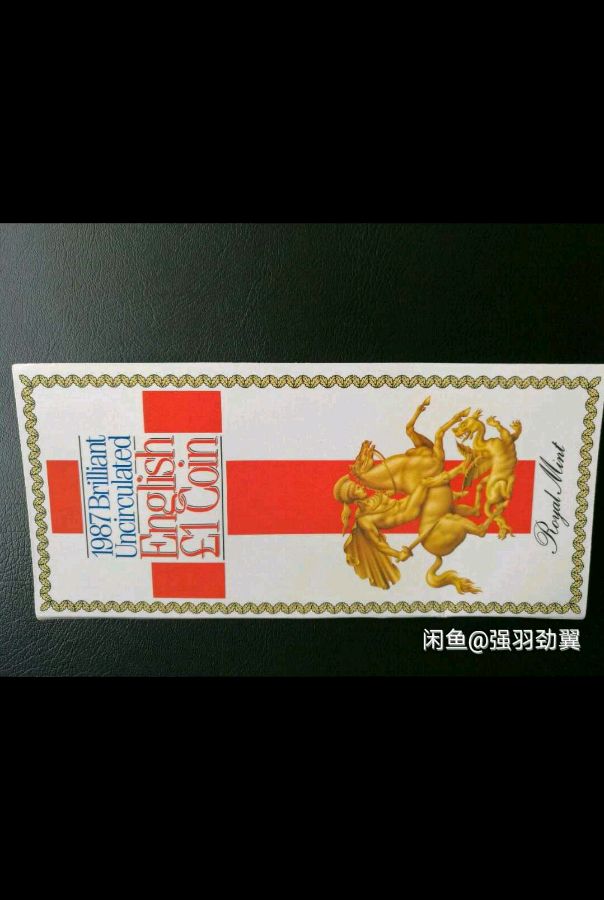 1987 Brilliant
Uncirculated
English
£1 Coin
Royal Mint
闲鱼@强羽劲翼